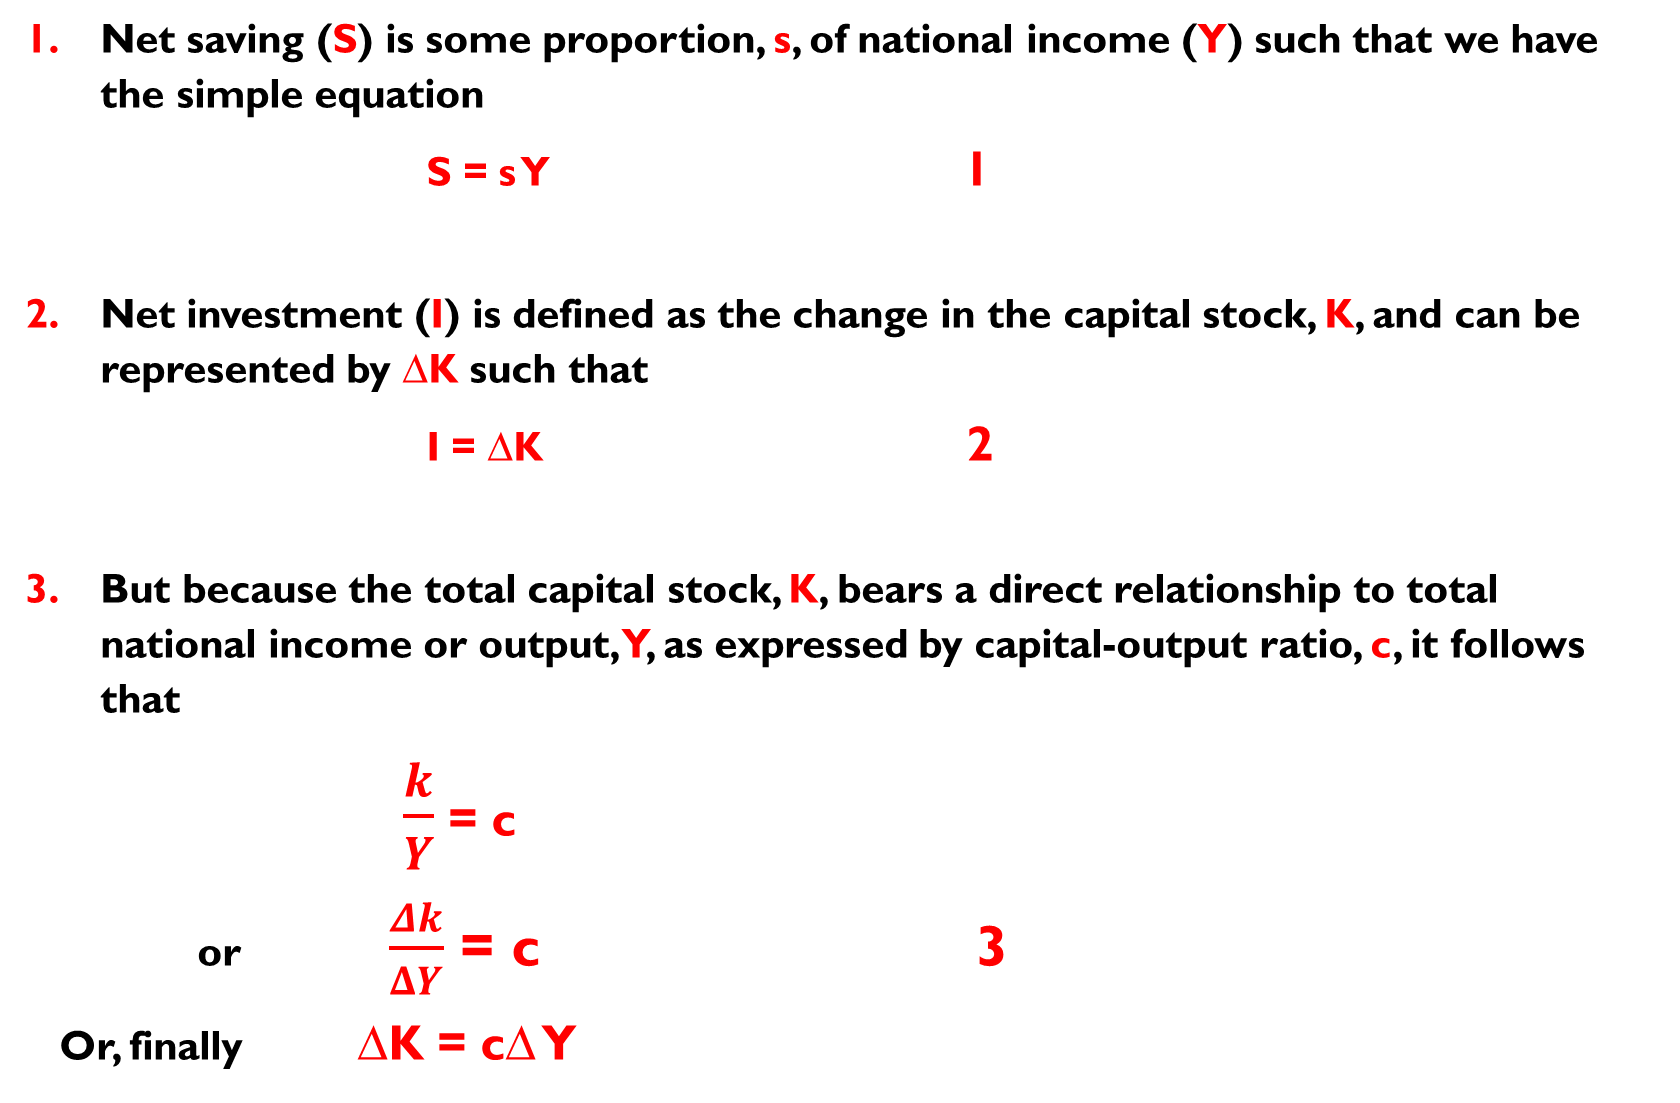 1. Net saving (S) is some proportion, s, of national income (Y) such that we have
the simple equation
S = sY 1
2. Net investment (I) is defined as the change in the capital stock, K, and can be
represented by ΔK such that
I = ΔK 2
3. But because the total capital stock, K, bears a direct relationship to total
national income or output, Y, as expressed by capital-output ratio, c, it follows
that
k/Y = c
or Δk/ΔY = c 3
Or, finally ΔK = cΔY